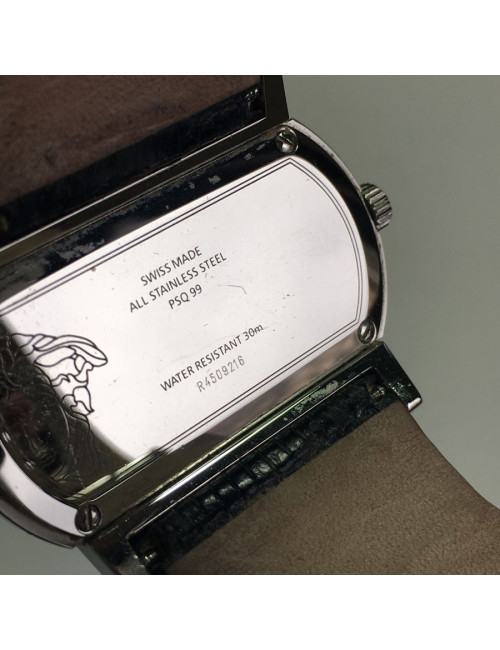 SWISS MADE
ALL STAINLESS STEEL
PSQ 99
WATER RESISTANT 30m
R4509216